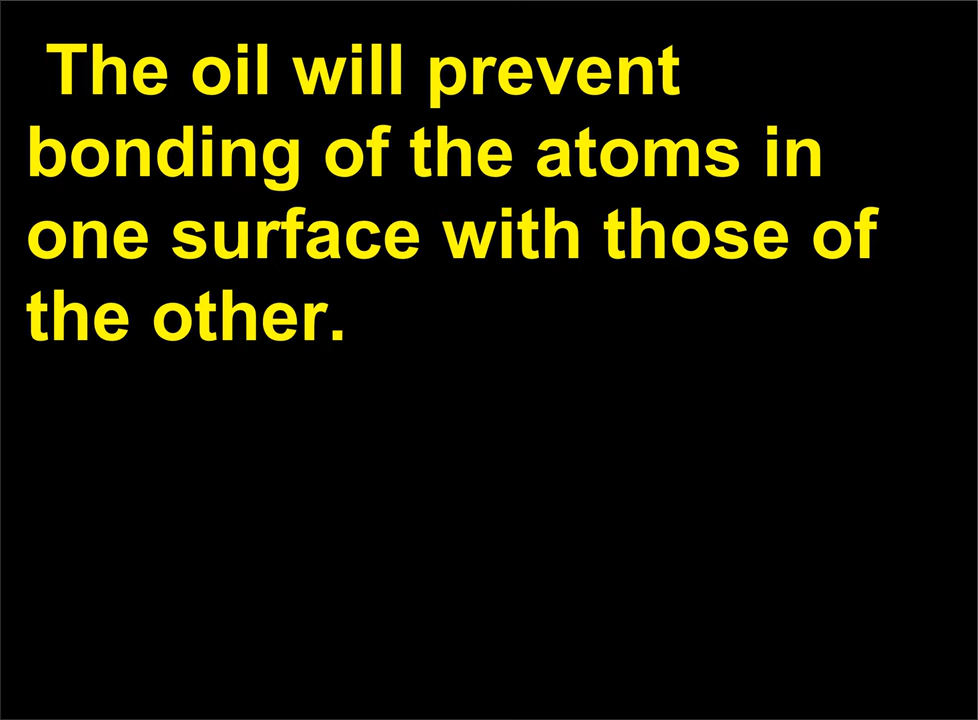 The oil will prevent
bonding of the atoms in
one surface with those of
the other.